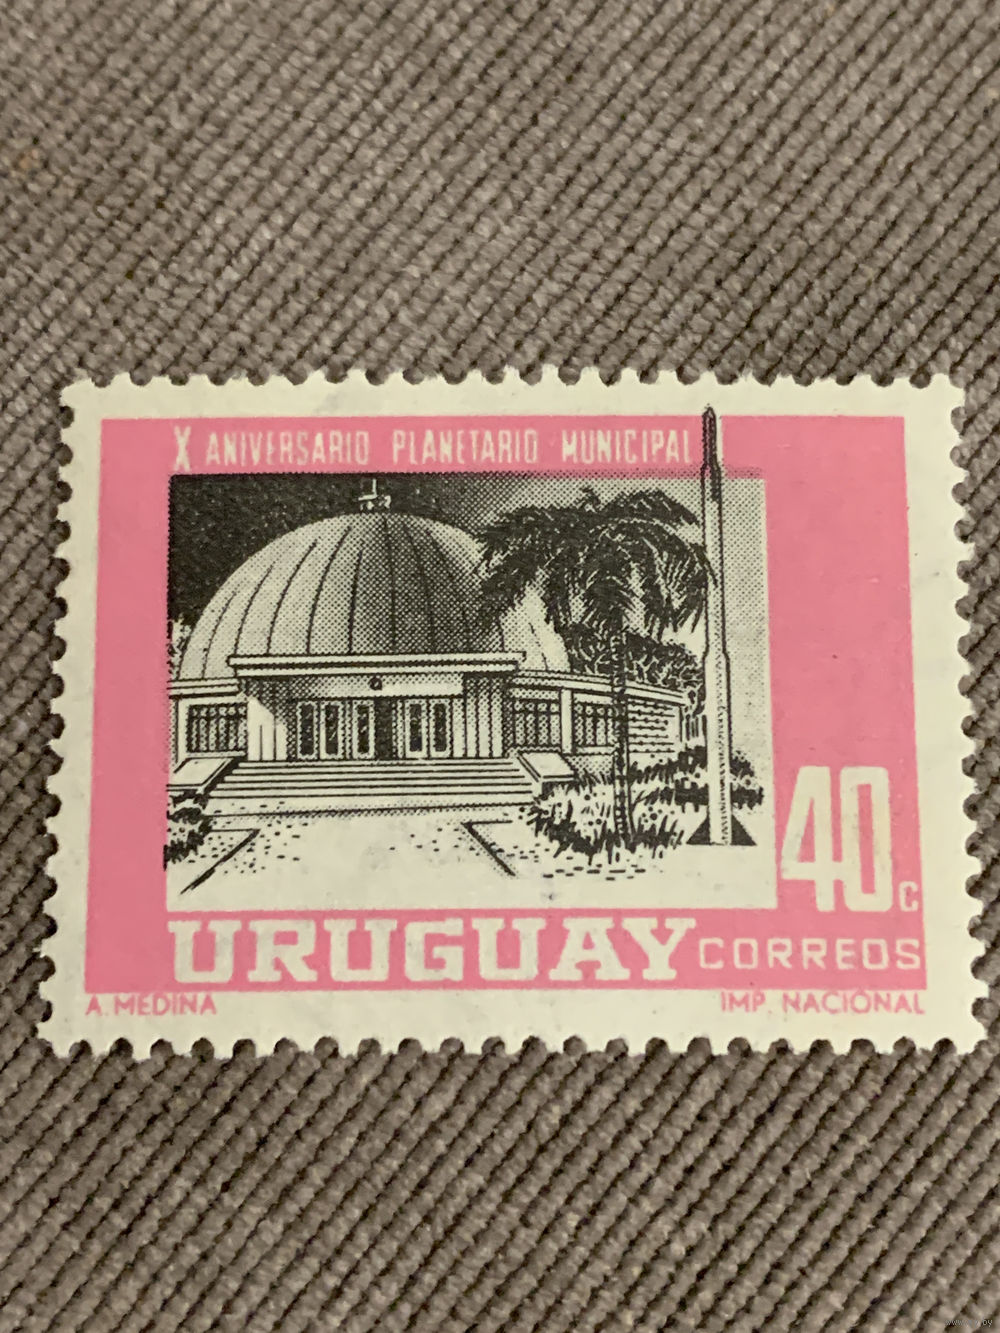 X ANIVERSARIO PLANETARIO MUNICIPAL
40c
URUGUAY CORREOS
A. MEDINA IMP. NACIONAL